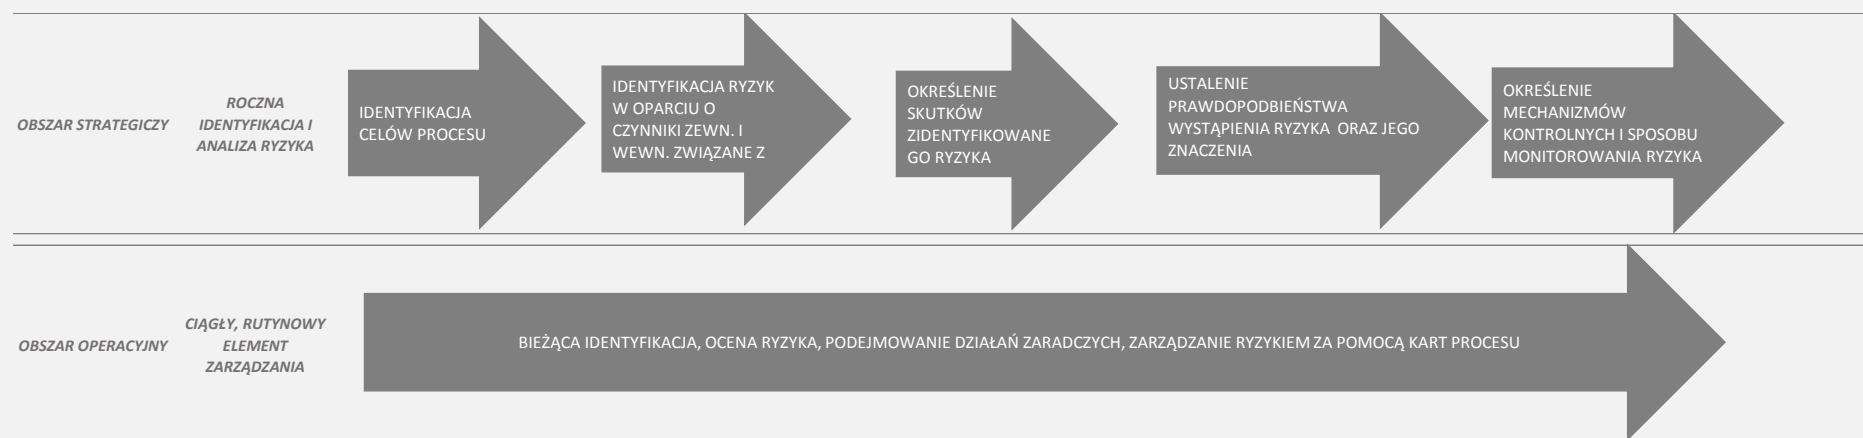 OBSZAR STRATEGICZY
ROCZNA
IDENTYFIKACJA I
ANALIZA RYZYKA
IDENTYFIKACJA
CELÓW PROCESU
IDENTYFIKACJA RYZYK
W OPARCIU O
CZYNNIKI ZEWN. I
WEWN. ZWIĄZANE Z
OKREŚLENIE
SKUTKÓW
ZIDENTYFIKOWANE
GO RYZYKA
USTALENIE
PRAWDOPODBIEŃSTWA
WYSTĄPIENIA RYZYKA ORAZ JEGO
ZNACZENIA
OKREŚLENIE
MECHANIZMÓW
KONTROLNYCH I SPOSOBU
MONITOROWANIA RYZYKA
OBSZAR OPERACYJNY
CIĄGŁY, RUTYNOWY
ELEMENT
ZARZĄDZANIA
BIEŻĄCA IDENTYFIKACJA, OCENA RYZYKA, PODEJMOWANIE DZIAŁAŃ ZARADCZYCH, ZARZĄDZANIE RYZYKIEM ZA POMOCĄ KART PROCESU